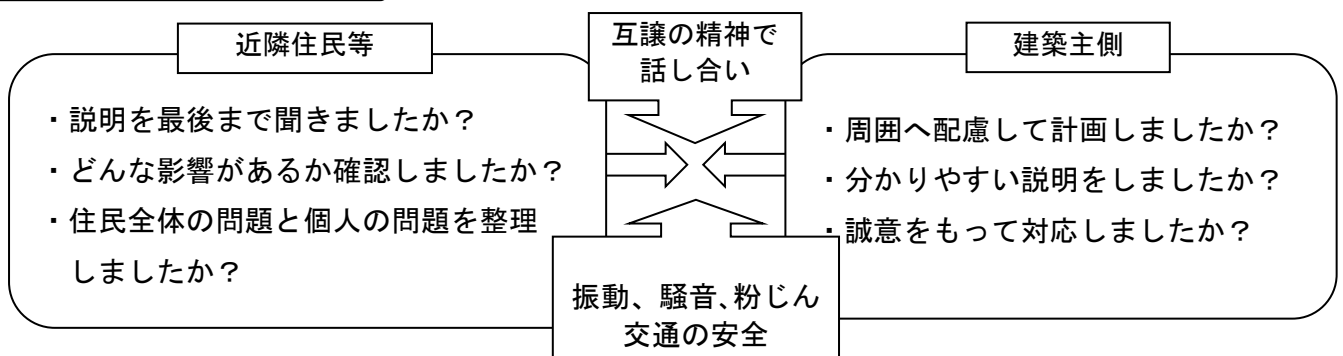 近隣住民等
・説明を最後まで聞きましたか？
・どんな影響があるか確認しましたか？
・住民全体の問題と個人の問題を整理
しましたか？
互譲の精神で
話し合い
振動、騒音、粉じん
交通の安全
建築主側
・周囲へ配慮して計画しましたか？
・分かりやすい説明をしましたか？
・誠意をもって対応しましたか？